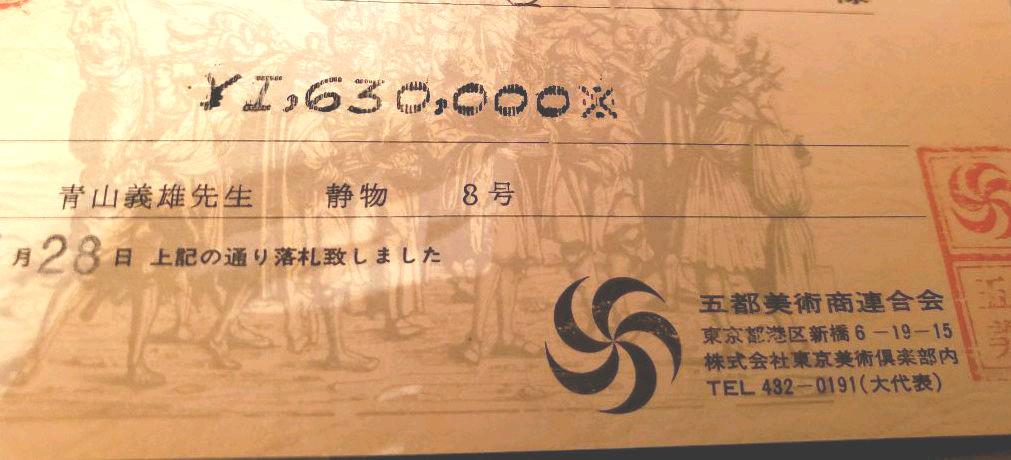 様
¥1,630,000※
青山義雄先生 静物 8号
月28日 上記の通り落札致しました
五都美術商連合会
東京都港区新橋6-19-15
株式会社東京美術倶楽部内
TEL 432-0191(大代表)
五